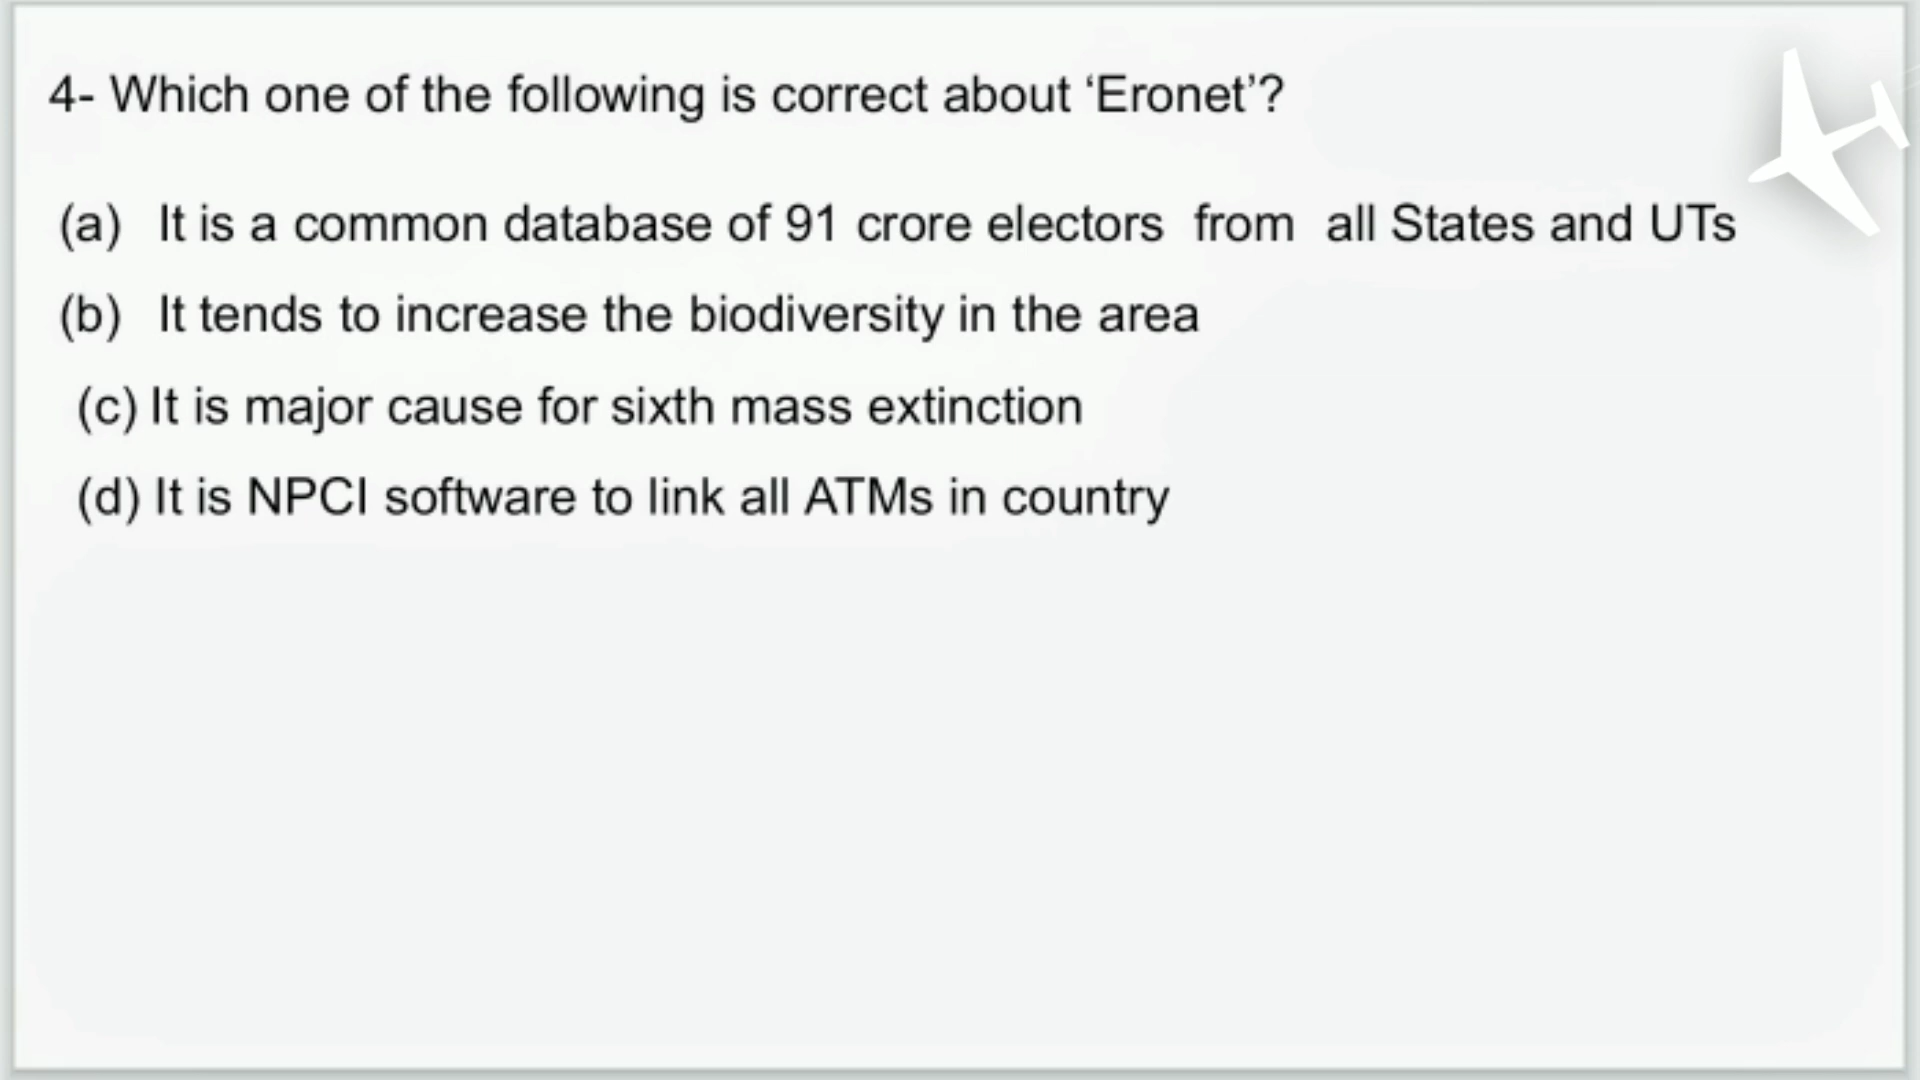 4- Which one of the following is correct about ‘Eronet’?
(a) It is a common database of 91 crore electors from all States and UTs
(b) It tends to increase the biodiversity in the area
(c) It is major cause for sixth mass extinction
(d) It is NPCI software to link all ATMs in country